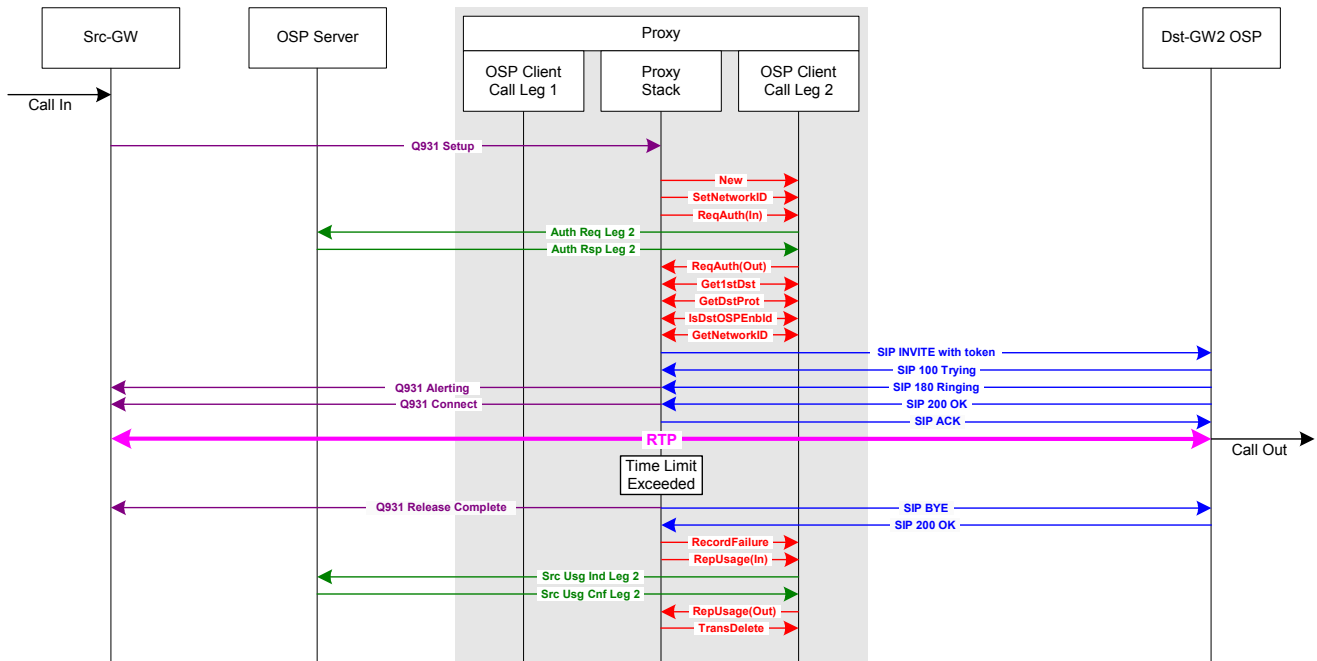 Src-GW
OSP Server
Proxy
Dst-GW2 OSP
OSP Client
Call Leg 1
Proxy
Stack
OSP Client
Call Leg 2
Call In
Q931 Setup
New
SetNetworkID
ReqAuth(In)
Auth Req Leg 2
Auth Rsp Leg 2
ReqAuth(Out)
Get1stDst
GetDstProt
IsDstOSPEnbld
GetNetworkID
SIP INVITE with token
SIP 100 Trying
Q931 Alerting
SIP 180 Ringing
Q931 Connect
SIP 200 OK
SIP ACK
RTP
Call Out
Time Limit
Exceeded
Q931 Release Complete
SIP BYE
SIP 200 OK
RecordFailure
RepUsage(In)
Src Usg Ind Leg 2
Src Usg Cnf Leg 2
RepUsage(Out)
TransDelete